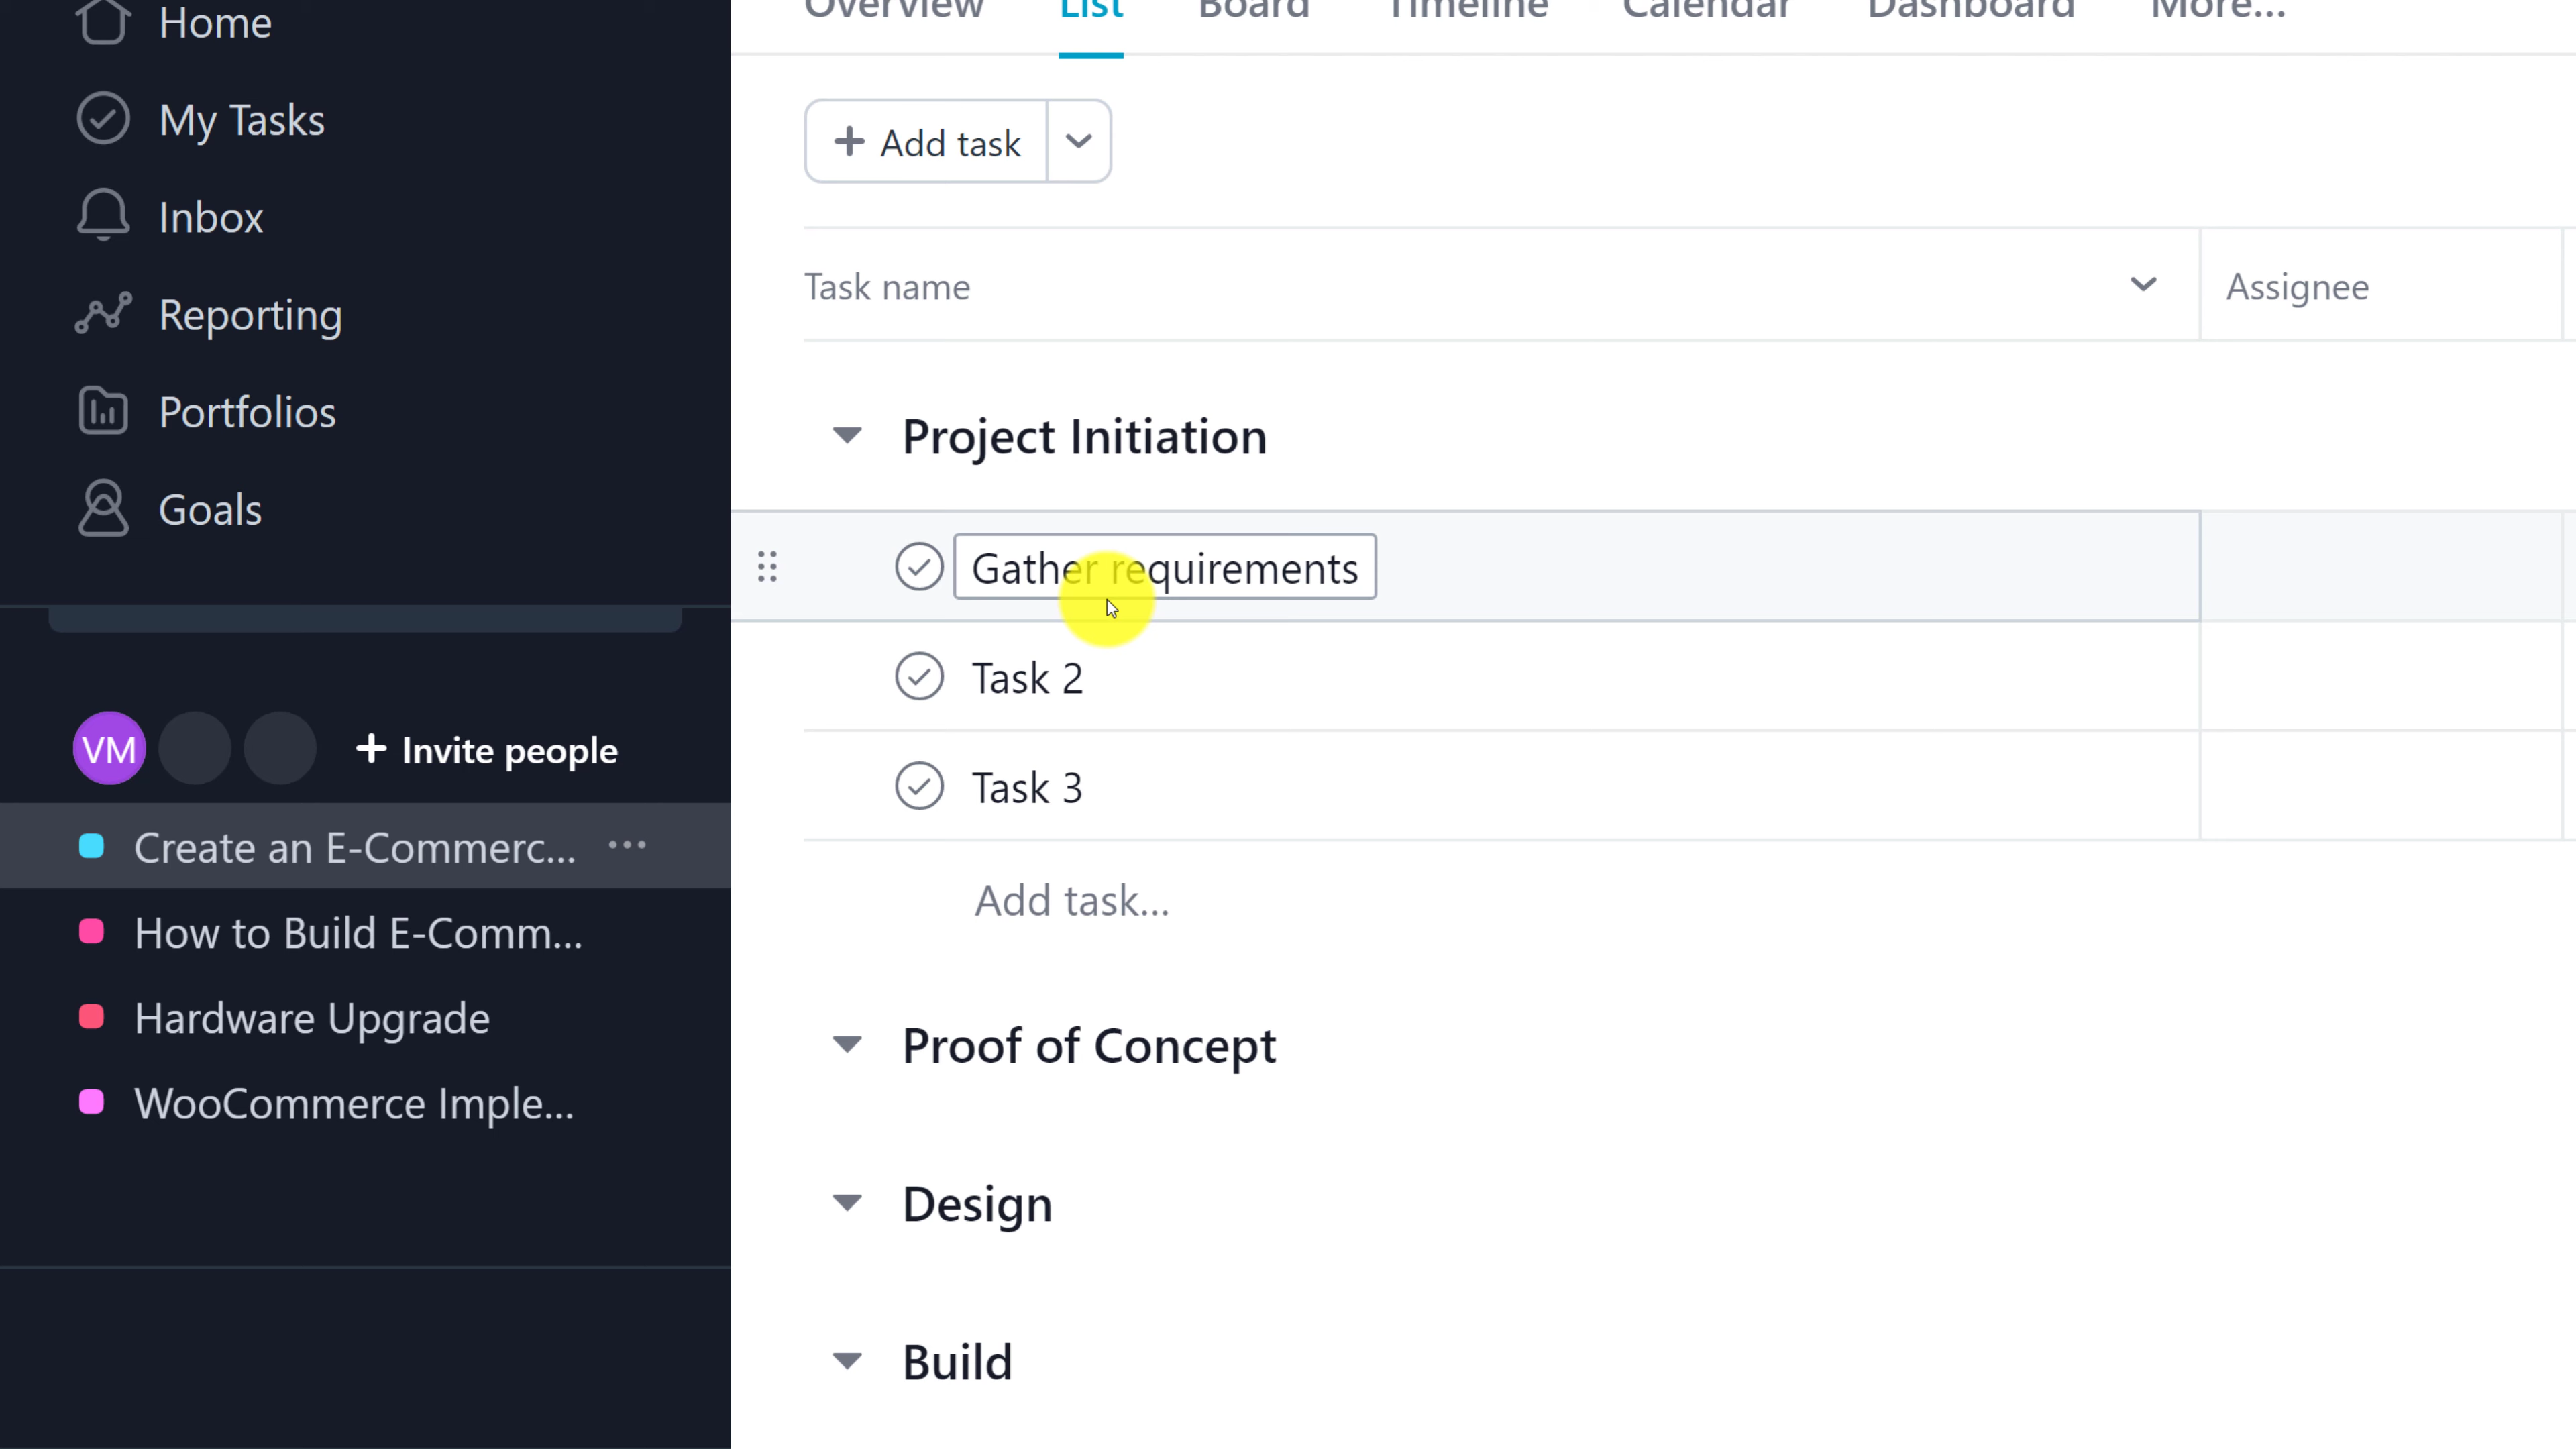 Home
My Tasks
Inbox
Reporting
Portfolios
Goals
VM
+ Invite people
Create an E-Commerc...
How to Build E-Comm...
Hardware Upgrade
WooCommerce Imple...
Overview List Board Timeline Calendar Dashboard More...
+ Add task
Task name Assignee
Project Initiation
Gather requirements
Task 2
Task 3
Add task...
Proof of Concept
Design
Build